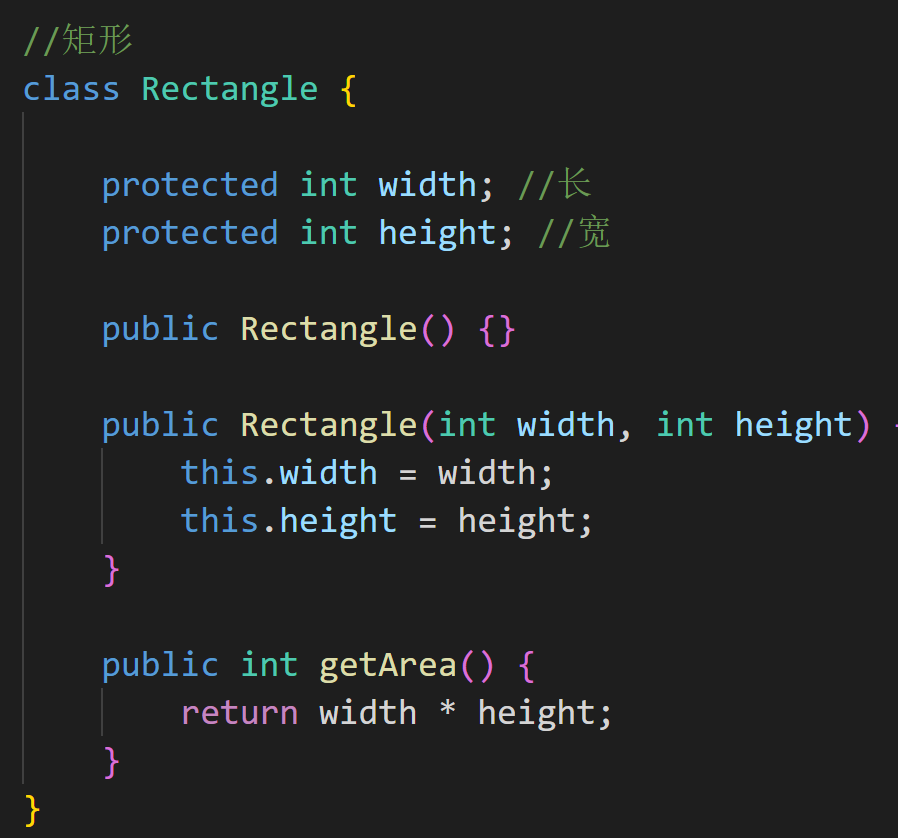 //矩形
class Rectangle {
protected int width; //长
protected int height; //宽
public Rectangle() {}
public Rectangle(int width, int height) {
this.width = width;
this.height = height;
}
public int getArea() {
return width * height;
}
}